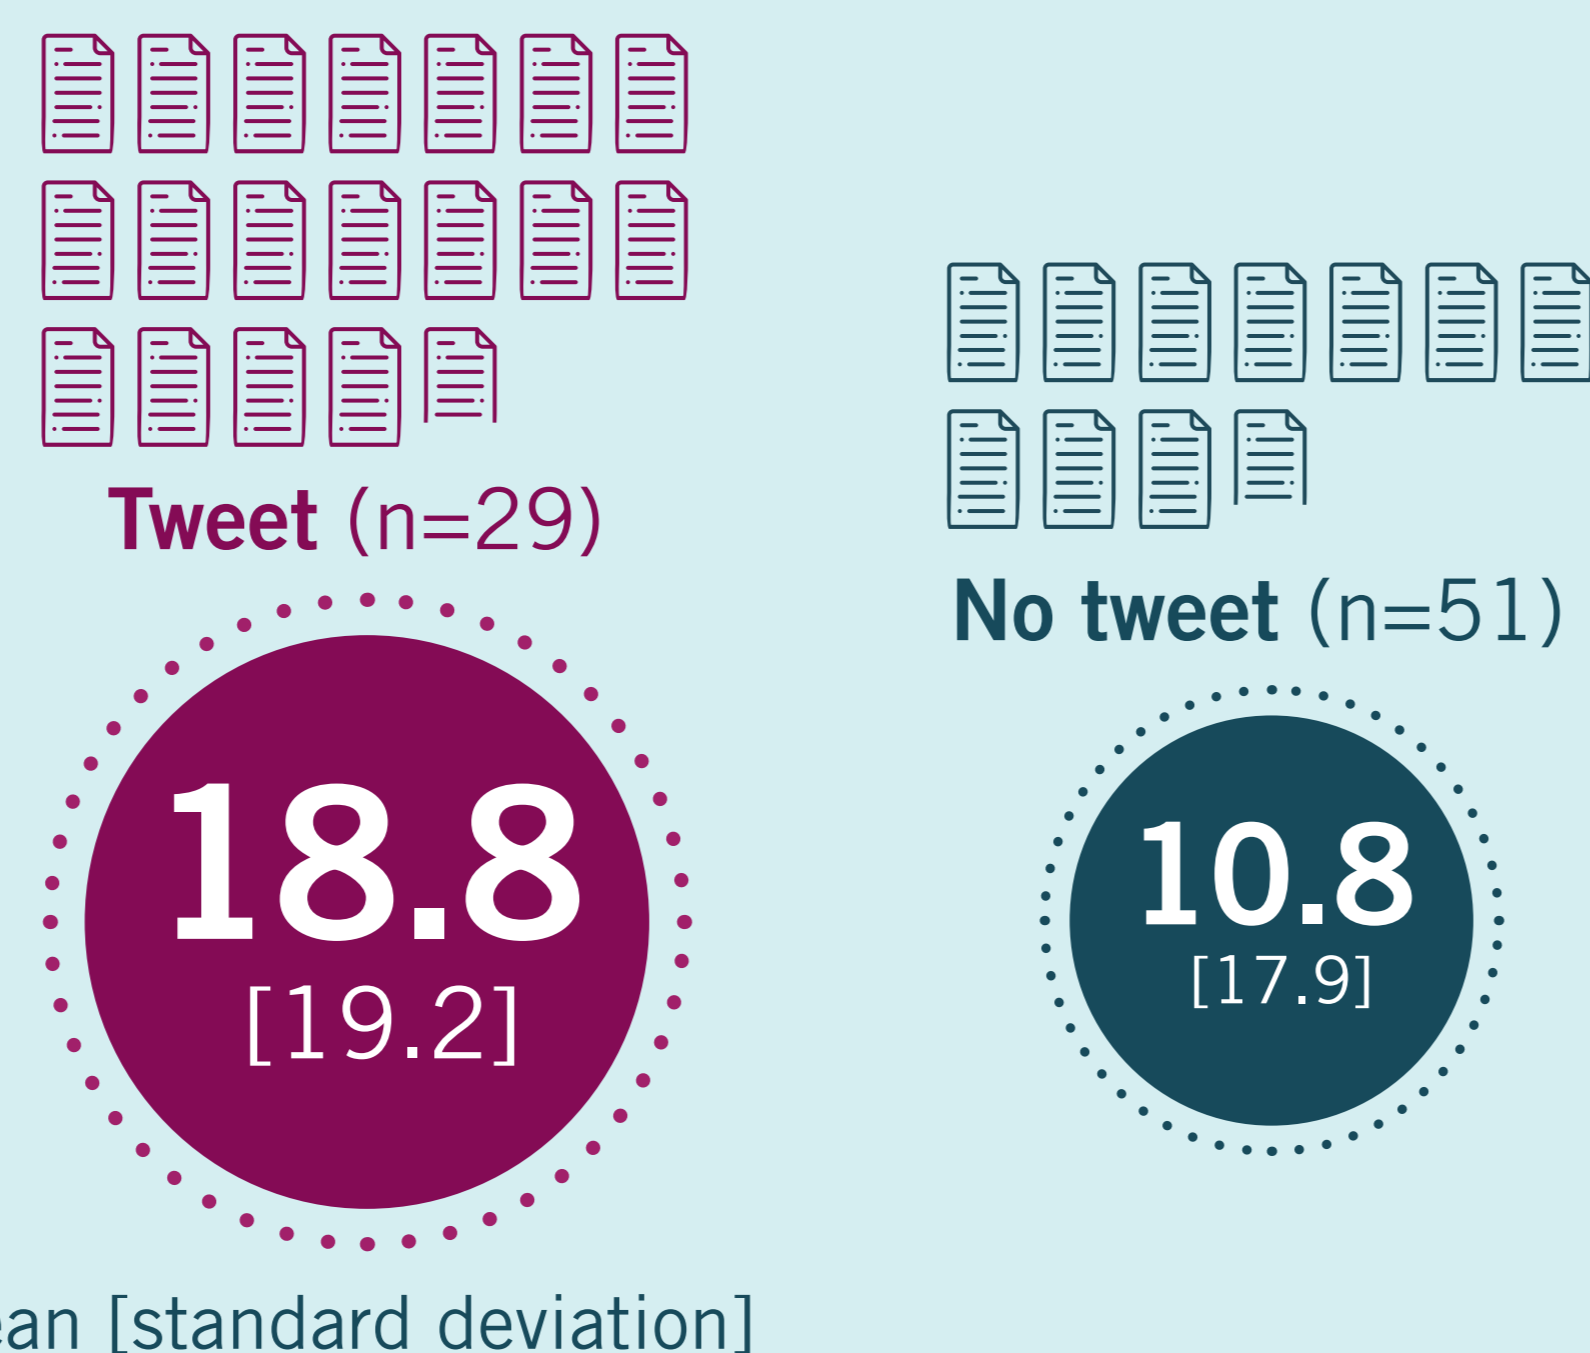 Tweet (n=29)
18.8
[19.2]
No tweet (n=51)
10.8
[17.9]
[standard deviation]